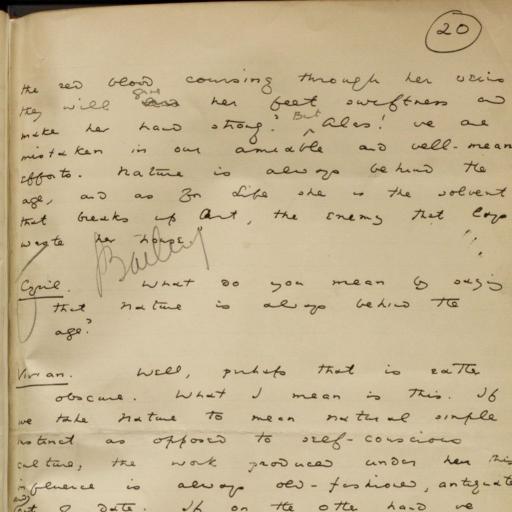 20
the red blood coursing through her veins
they will give her feet swiftness and
make her hand strong? But Alas! we are
mistaken in our amiable and well-mean
efforts. Nature is always behind the
age, and as for Life she is the solvent
that breaks up Art, the enemy that lays
waste her house."
Bailey
Cyril. What do you mean by saying
that Nature is always behind the
age?
Vivian. Well, perhaps that is rather
obscure. What I mean is this. If
we take Nature to mean natural simple
instinct as opposed to self-conscious
culture, the work produced under this
influence is always old-fashioned, antiquate
and out of date. If on the other hand we